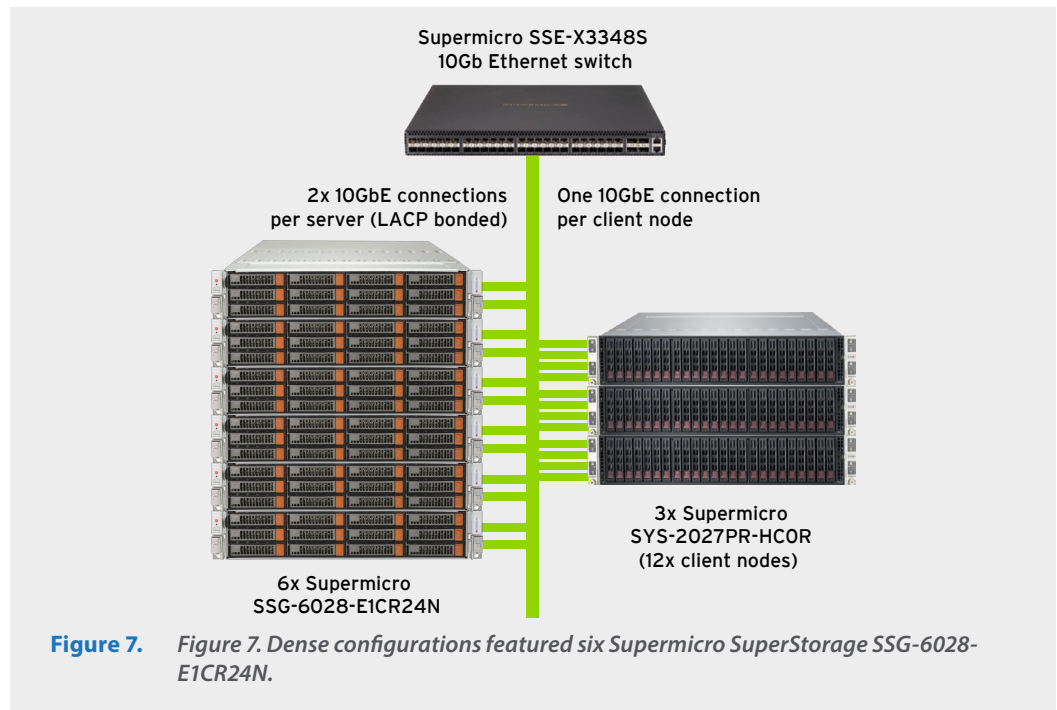 Supermicro SSE-X3348S
10Gb Ethernet switch
2x 10GbE connections
per server (LACP bonded)
One 10GbE connection
per client node
3x Supermicro
SYS-2027PR-HC0R
(12x client nodes)
6x Supermicro
SSG-6028-E1CR24N
Figure 7. Figure 7. Dense configurations featured six Supermicro SuperStorage SSG-6028-
E1CR24N.